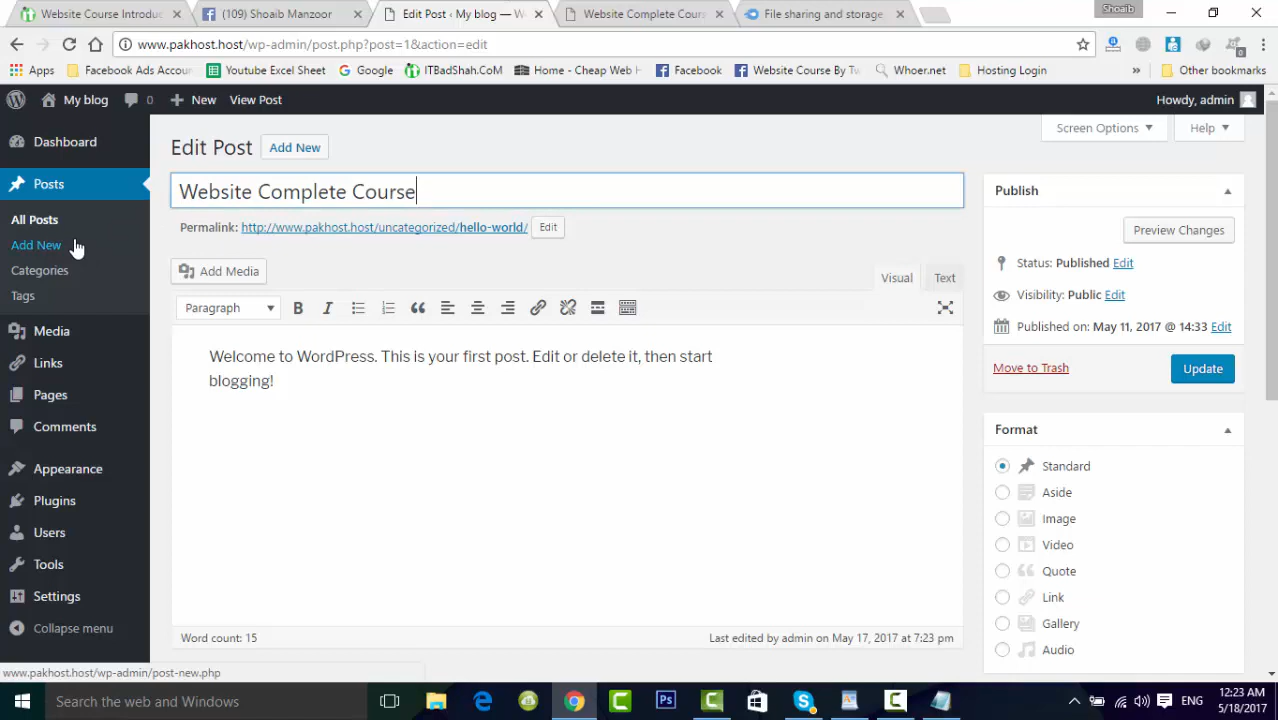 Website Course Introduc
(109) Shoaib Manzoor
Edit Post ‹ My blog — W
Website Complete Cours
File sharing and storage
Shoaib
www.pakhost.host/wp-admin/post.php?post=1&action=edit
Apps
Facebook Ads Accoun
Youtube Excel Sheet
Google
ITBadShah.CoM
Home - Cheap Web H
Facebook
Website Course By Tw
Whoer.net
Hosting Login
»
Other bookmarks
My blog
0
New
View Post
Howdy, admin
Dashboard
Posts
All Posts
Add New
Categories
Tags
Media
Links
Pages
Comments
Appearance
Plugins
Users
Tools
Settings
Collapse menu
Edit Post
Add New
Screen Options
Help
Website Complete Course
Permalink: http://www.pakhost.host/uncategorized/hello-world/ Edit
Add Media
Visual
Text
Paragraph
B
I
Welcome to WordPress. This is your first post. Edit or delete it, then start
blogging!
Word count: 15
Last edited by admin on May 17, 2017 at 7:23 pm
Publish
Preview Changes
Status: Published Edit
Visibility: Public Edit
Published on: May 11, 2017 @ 14:33 Edit
Move to Trash
Update
Format
Standard
Aside
Image
Video
Quote
Link
Gallery
Audio
www.pakhost.host/wp-admin/post-new.php
Search the web and Windows
Ps
ENG
12:23 AM
5/18/2017